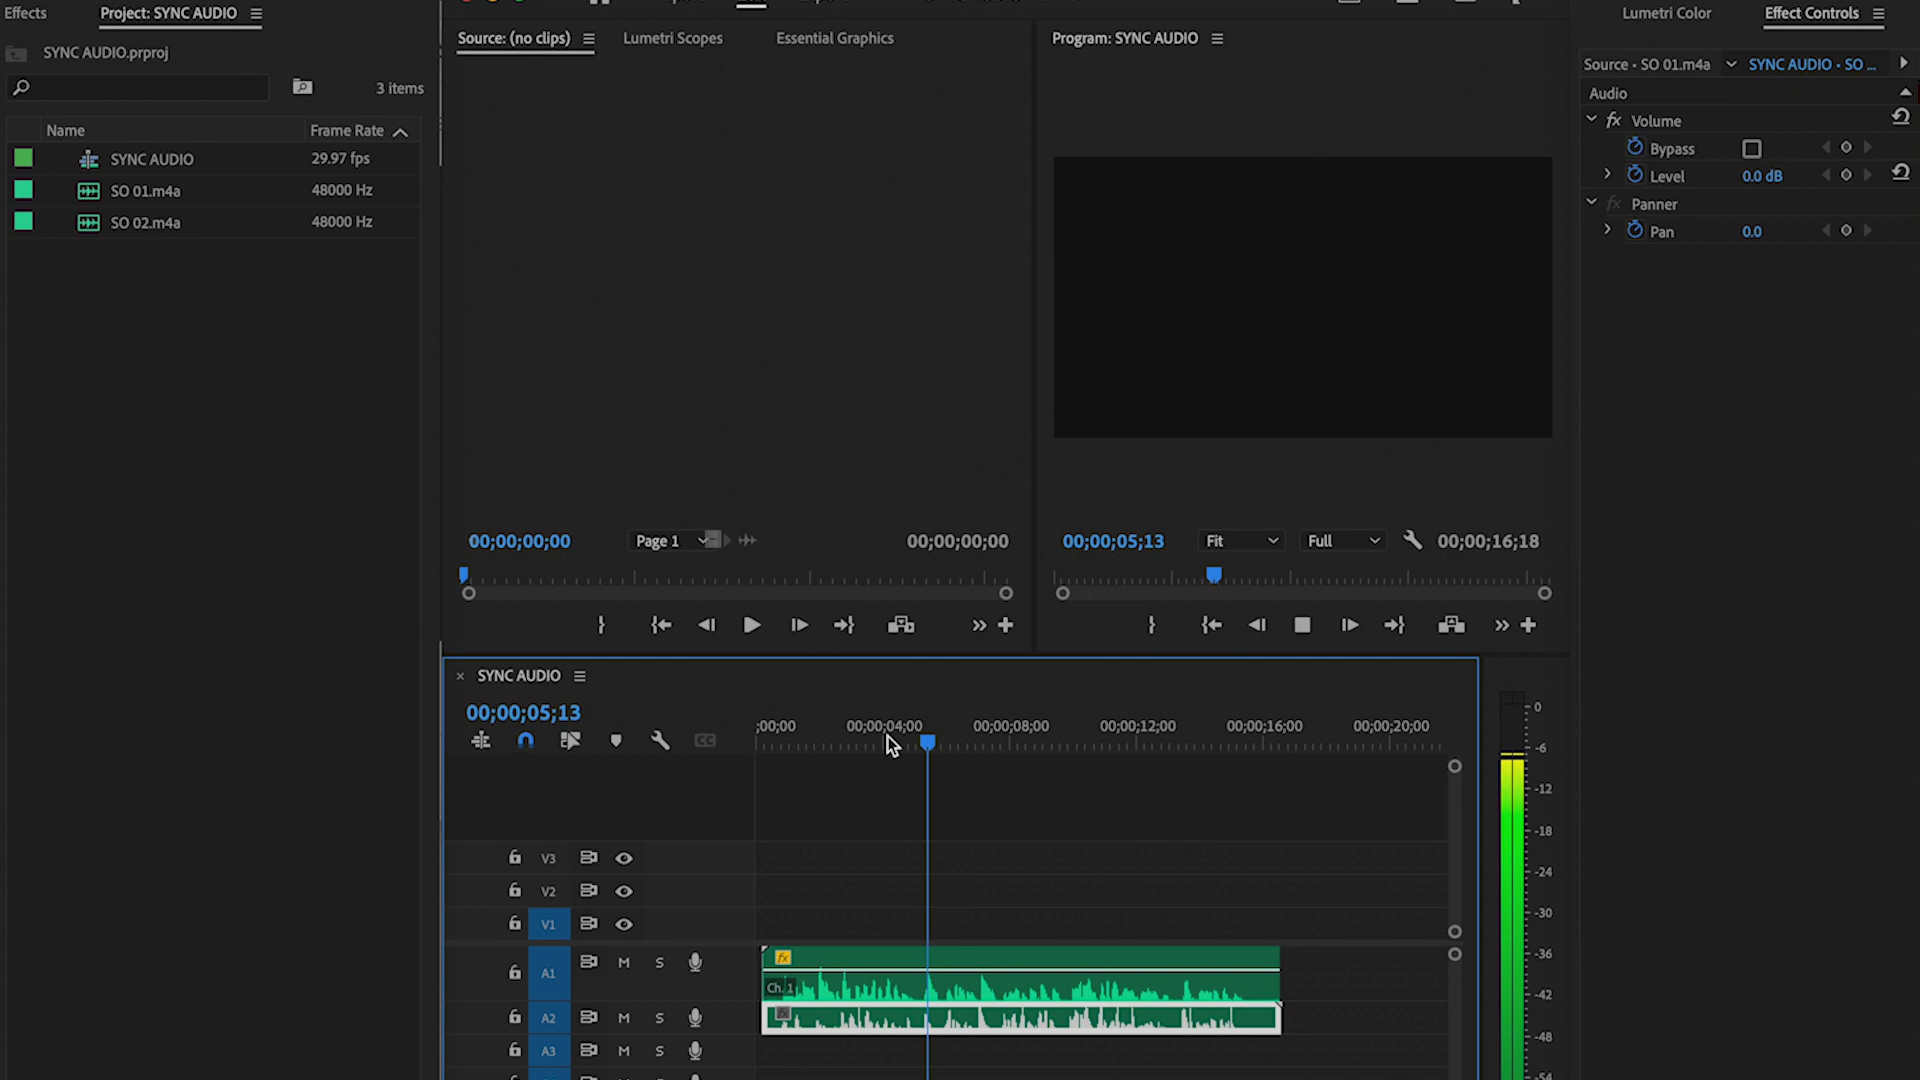 Effects
Project: SYNC AUDIO
SYNC AUDIO.prproj
3 items
Name
Frame Rate
SYNC AUDIO
29.97 fps
SO 01.m4a
48000 Hz
SO 02.m4a
48000 Hz
Source: (no clips)
Lumetri Scopes
Essential Graphics
00;00;00;00
Page 1
00;00;00;00
Program: SYNC AUDIO
00;00;05;13
Fit
Full
00;00;16;18
Lumetri Color
Effect Controls
Source • SO 01.m4a
SYNC AUDIO • SO ...
Audio
fx Volume
Bypass
Level
0.0 dB
fx Panner
Pan
0.0
× SYNC AUDIO
00;00;05;13
;00;00
00;00;04;00
00;00;08;00
00;00;12;00
00;00;16;00
00;00;20;00
CC
V3
V2
V1
A1
M
S
fx
Ch. 1
A2
M
S
fx
A3
M
S
0
-6
-12
-18
-24
-30
-36
-42
-48
-54